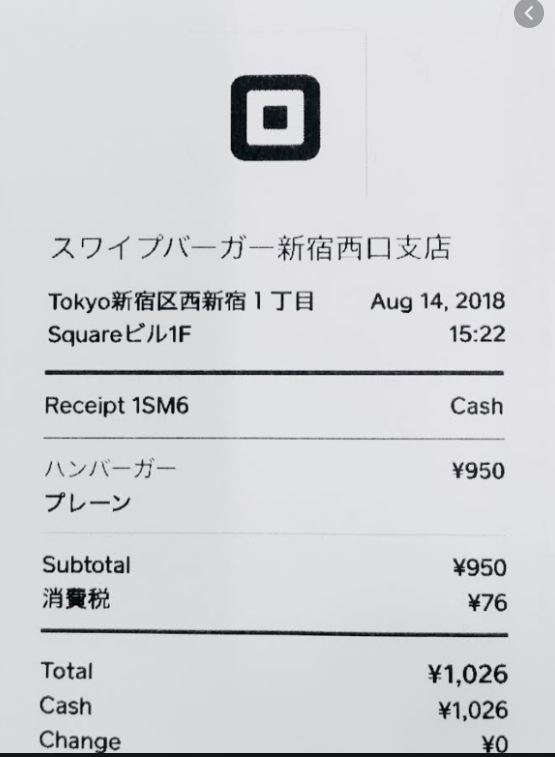 スワイプバーガー新宿西口支店
Tokyo新宿区西新宿1丁目 Aug 14, 2018
Squareビル1F 15:22
Receipt 1SM6 Cash
ハンバーガー ¥950
プレーン
Subtotal ¥950
消費税 ¥76
Total ¥1,026
Cash ¥1,026
Change ¥0